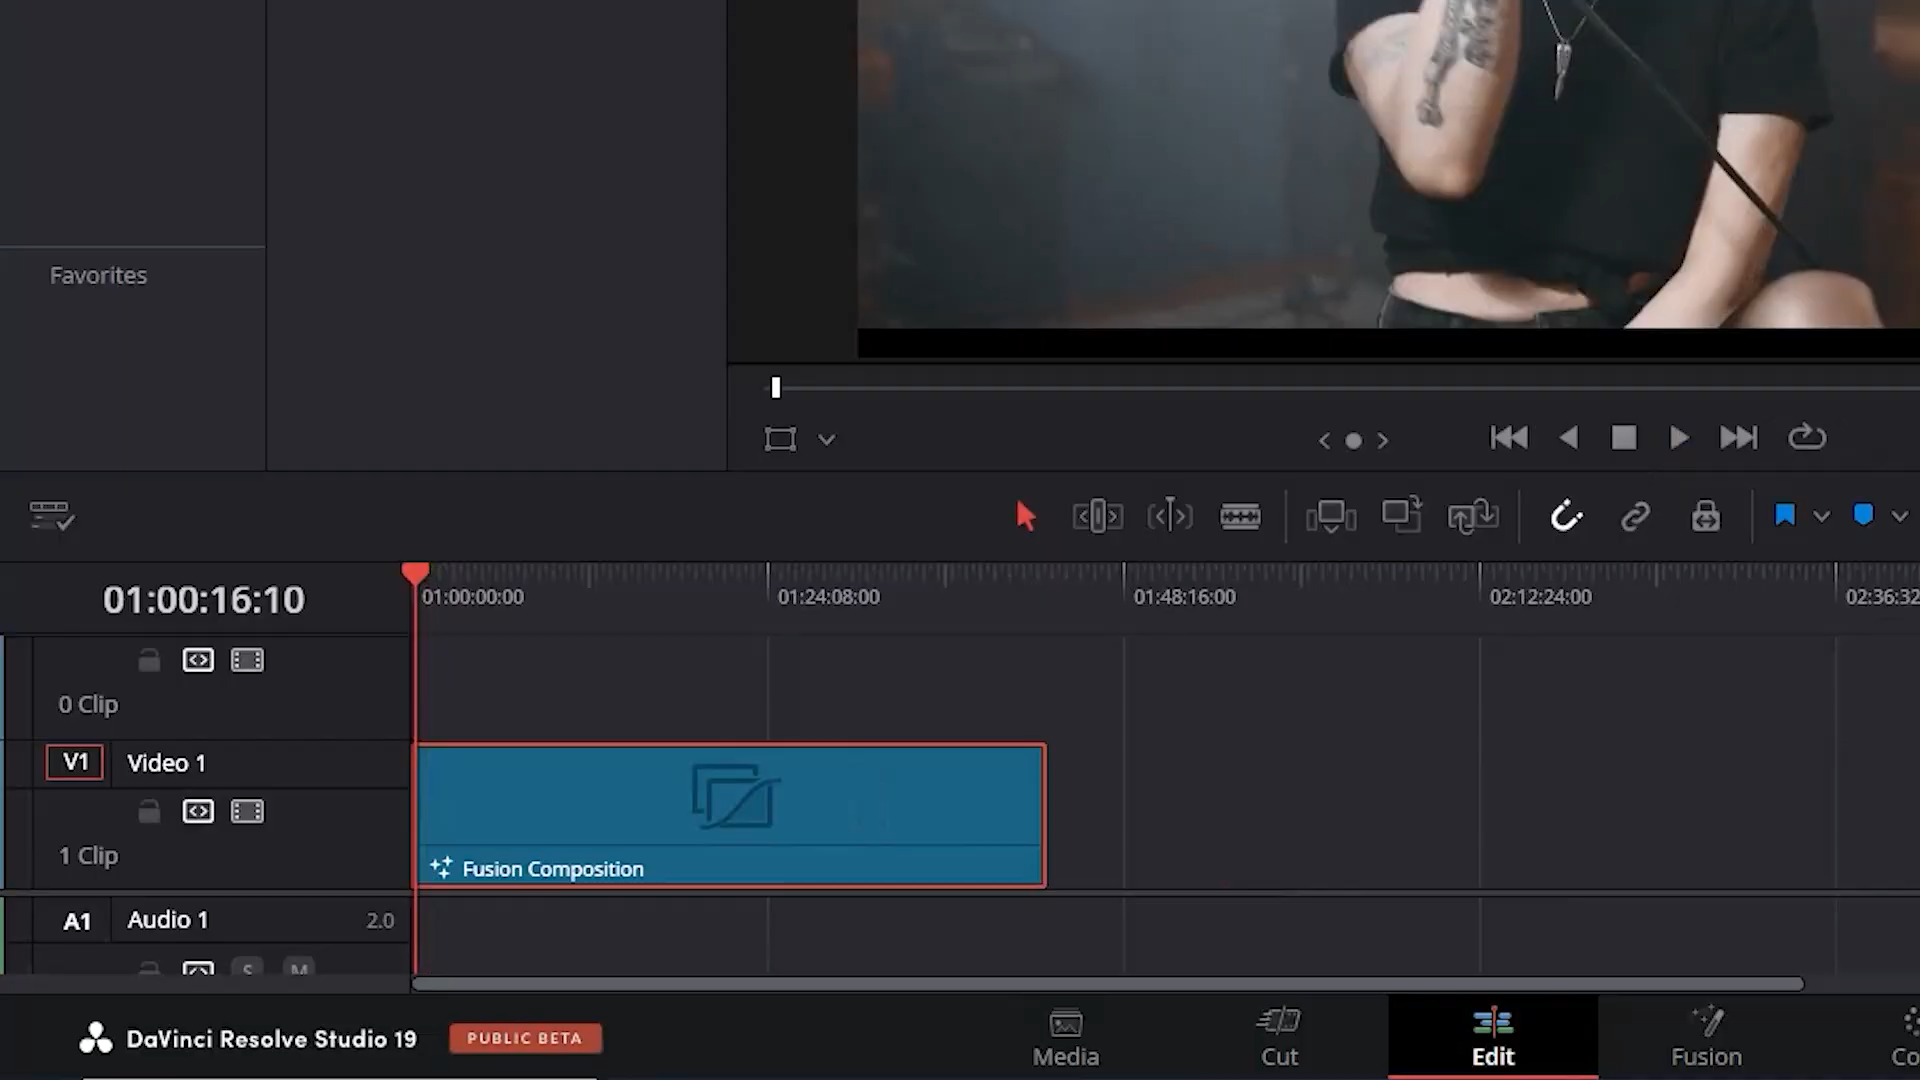 Favorites
01:00:16:10
01:00:00:00
01:24:08:00
01:48:16:00
02:12:24:00
02:36:32
0 Clip
V1 Video 1
1 Clip
Fusion Composition
A1 Audio 1 2.0
S M
DaVinci Resolve Studio 19 PUBLIC BETA
Media
Cut
Edit
Fusion
Co